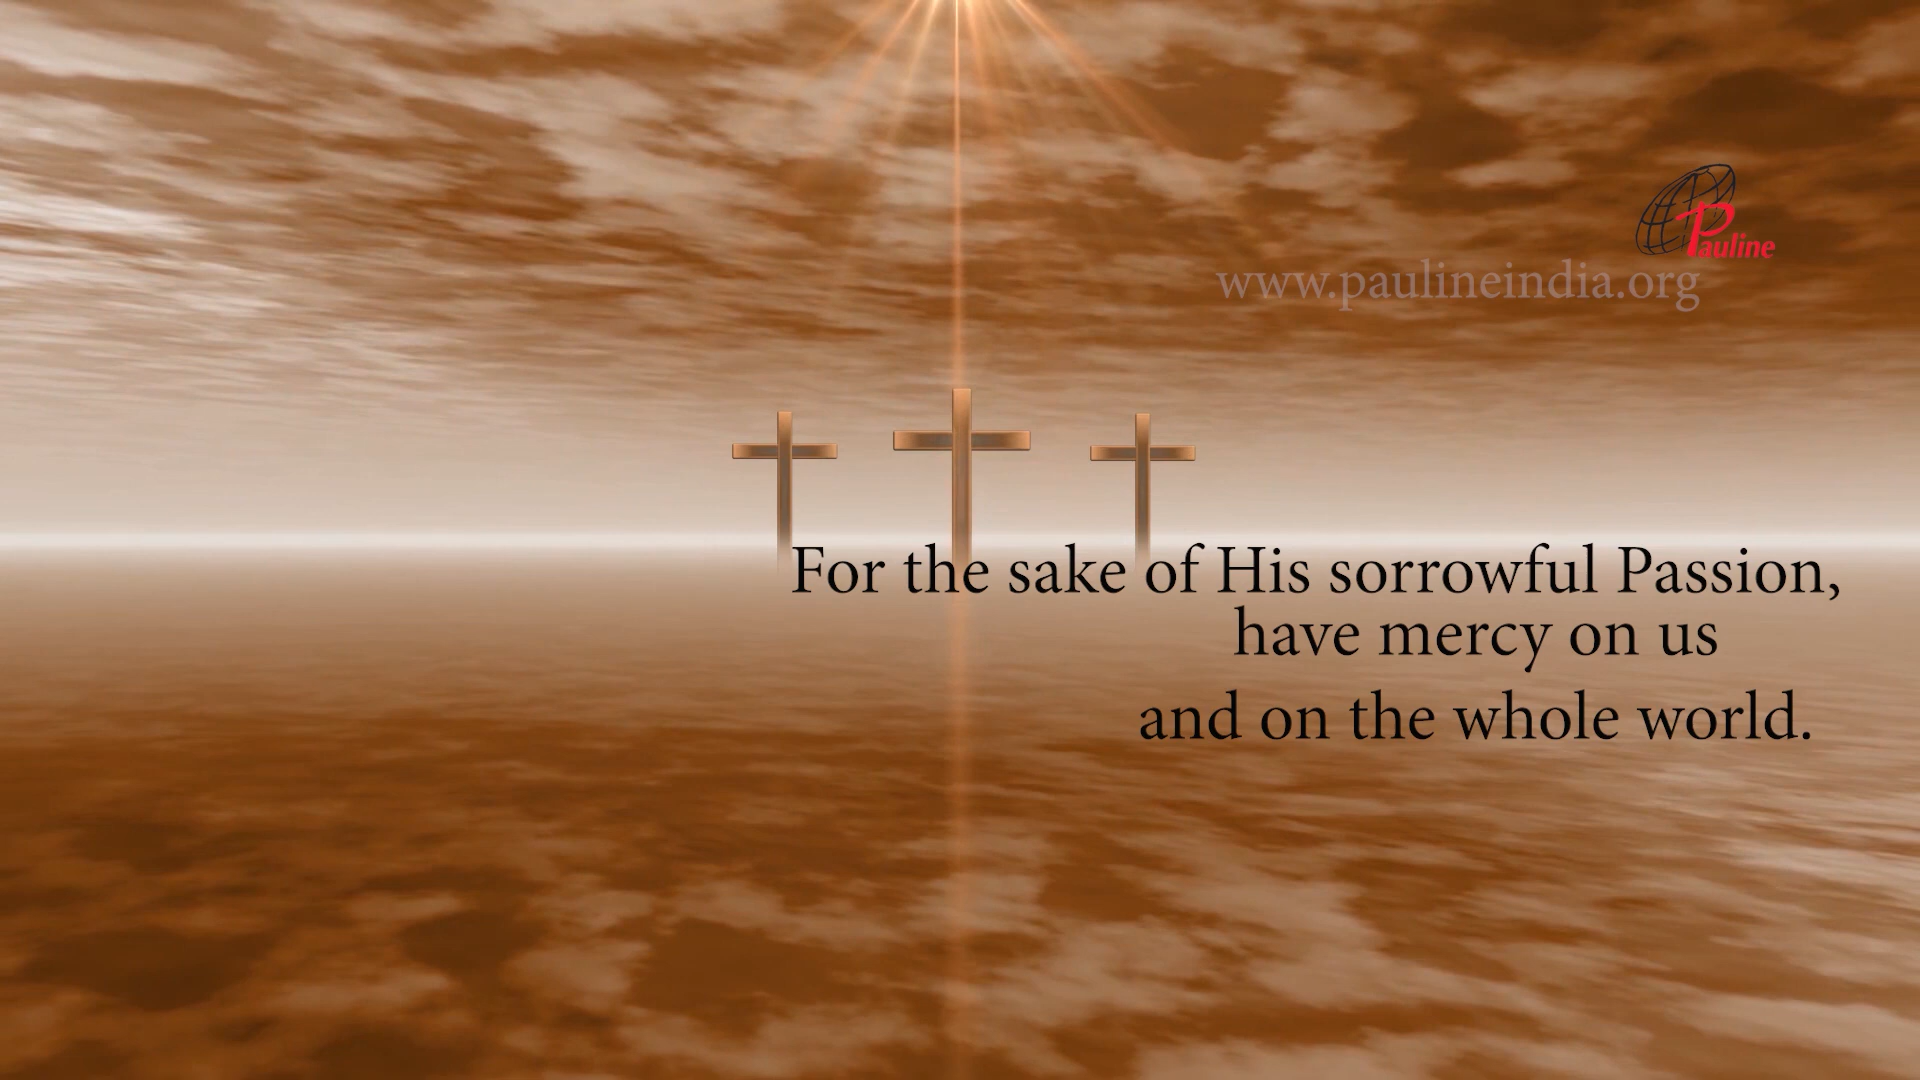 Pauline
www.paulineindia.org
For the sake of His sorrowful Passion,
have mercy on us
and on the whole world.